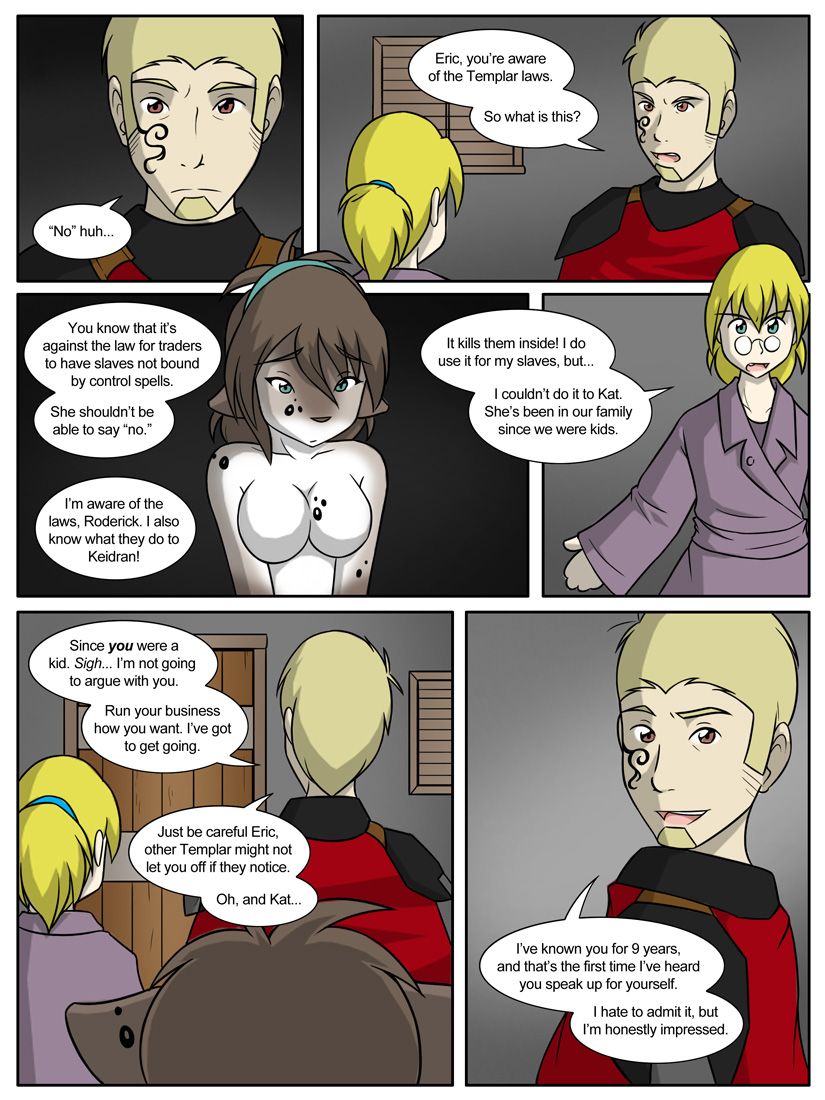 “No” huh...
Eric, you’re aware
of the Templar laws.
So what is this?
You know that it’s
against the law for traders
to have slaves not bound
by control spells.
She shouldn’t be
able to say “no.”
I’m aware of the
laws, Roderick. I also
know what they do to
Keidran!
It kills them inside! I do
use it for my slaves, but...
I couldn’t do it to Kat.
She’s been in our family
since we were kids.
Since you were a
kid. Sigh... I’m not going
to argue with you.
Run your business
how you want. I’ve got
to get going.
Just be careful Eric,
other Templar might not
let you off if they notice.
Oh, and Kat...
I’ve known you for 9 years,
and that’s the first time I’ve heard
you speak up for yourself.
I hate to admit it, but
I’m honestly impressed.